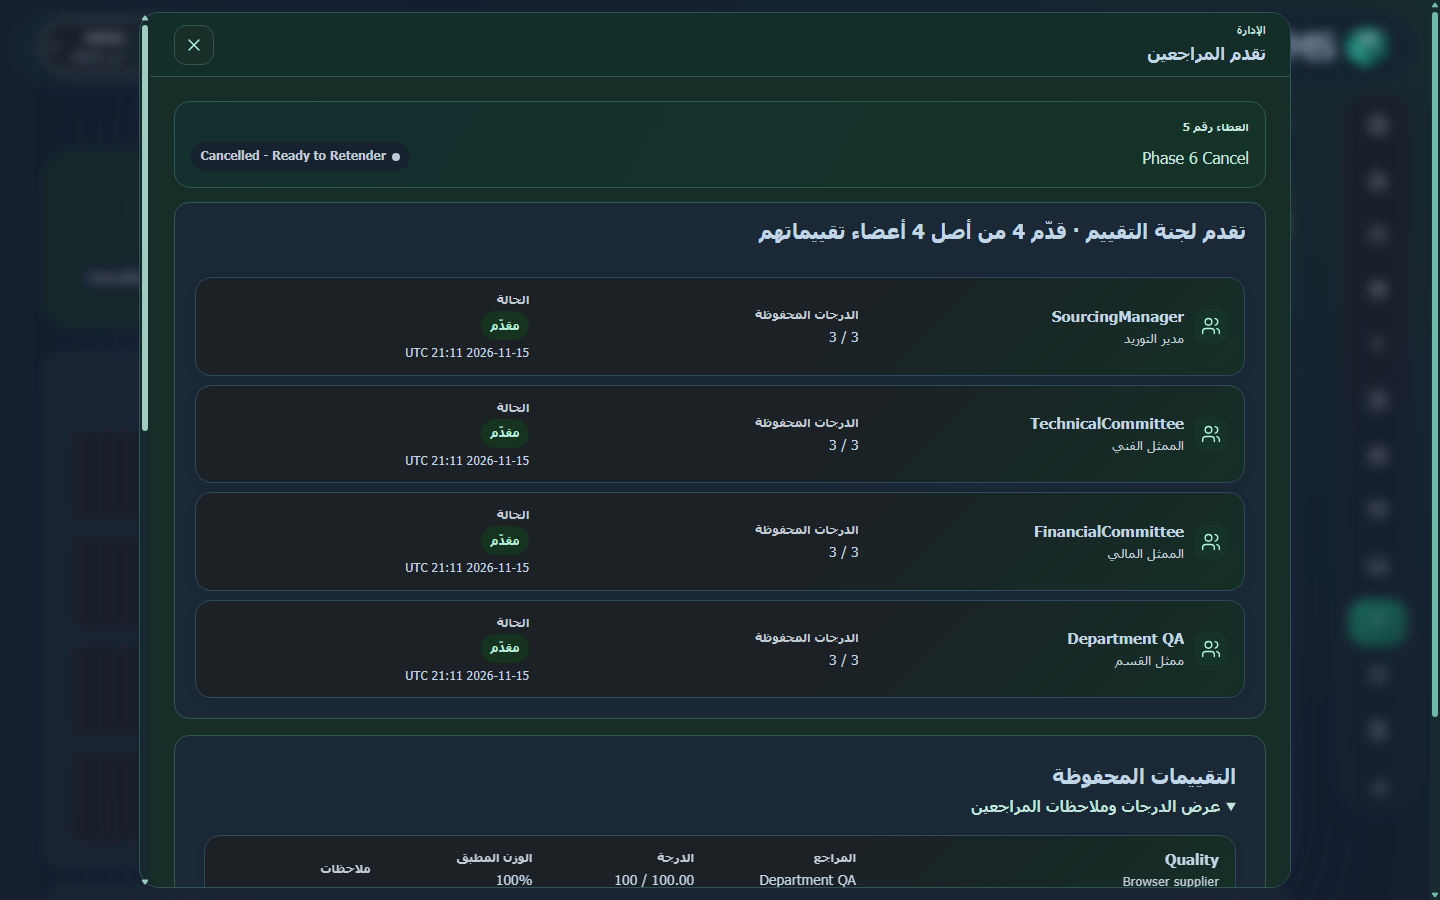 الإدارة
تقدم المراجعين
العطاء رقم 5
Phase 6 Cancel
Cancelled - Ready to Retender
تقدم لجنة التقييم · قدّم 4 من أصل 4 أعضاء تقييماتهم
SourcingManager
مدير التوريد
الدرجات المحفوظة
3 / 3
الحالة
مقدّم
UTC 21:11 2026-11-15
TechnicalCommittee
الممثل الفني
الدرجات المحفوظة
3 / 3
الحالة
مقدّم
UTC 21:11 2026-11-15
FinancialCommittee
الممثل المالي
الدرجات المحفوظة
3 / 3
الحالة
مقدّم
UTC 21:11 2026-11-15
Department QA
ممثل القسم
الدرجات المحفوظة
3 / 3
الحالة
مقدّم
UTC 21:11 2026-11-15
التقييمات المحفوظة
▼ عرض الدرجات وملاحظات المراجعين
Quality
Browser supplier
المراجع
Department QA
الدرجة
100 / 100.00
الوزن المطبق
100%
ملاحظات